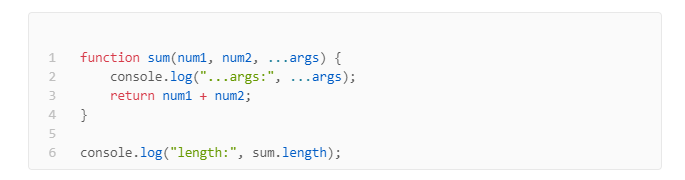 1 function sum(num1, num2, ...args) {
2     console.log("...args:", ...args);
3     return num1 + num2;
4 }
5
6 console.log("length:", sum.length);